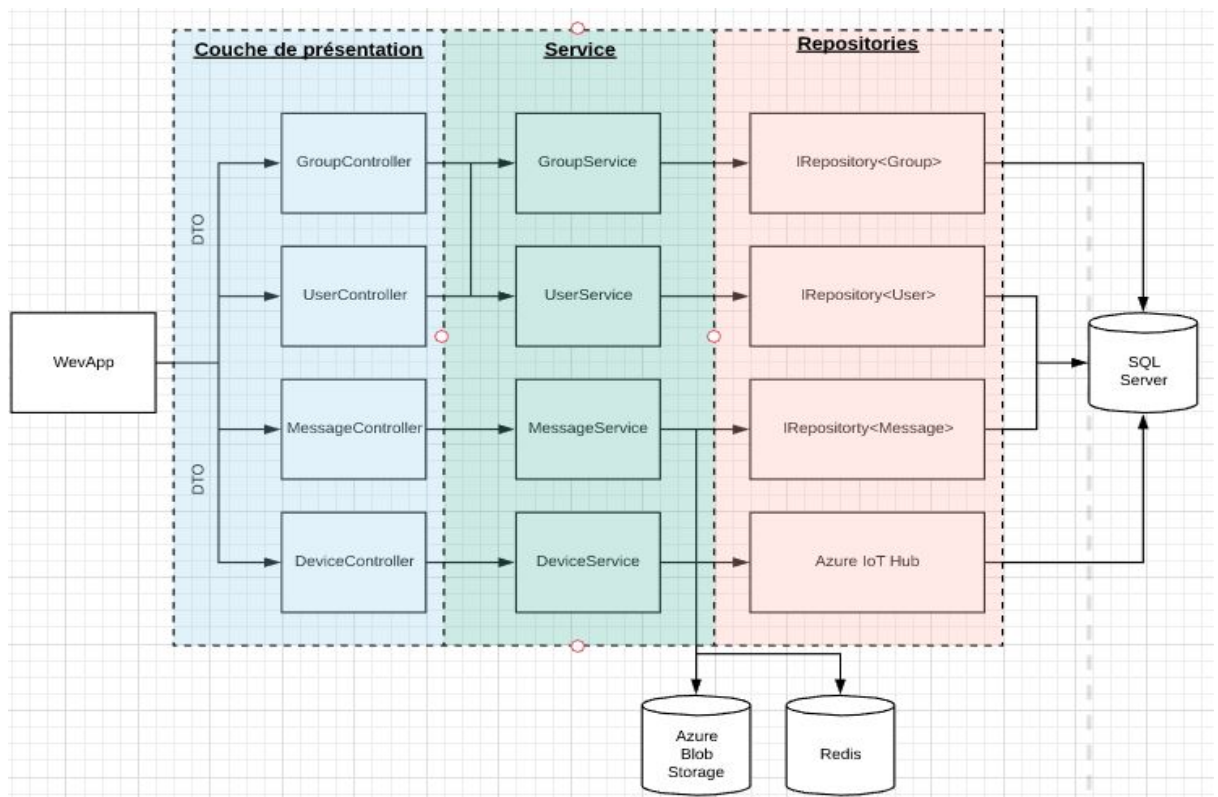 Couche de présentation
Service
Repositories
GroupController
GroupService
IRepository<Group>
DTO
UserController
UserService
IRepository<User>
WevApp
SQL
Server
MessageController
MessageService
IRepositorty<Message>
DTO
DeviceController
DeviceService
Azure IoT Hub
Azure
Blob
Storage
Redis